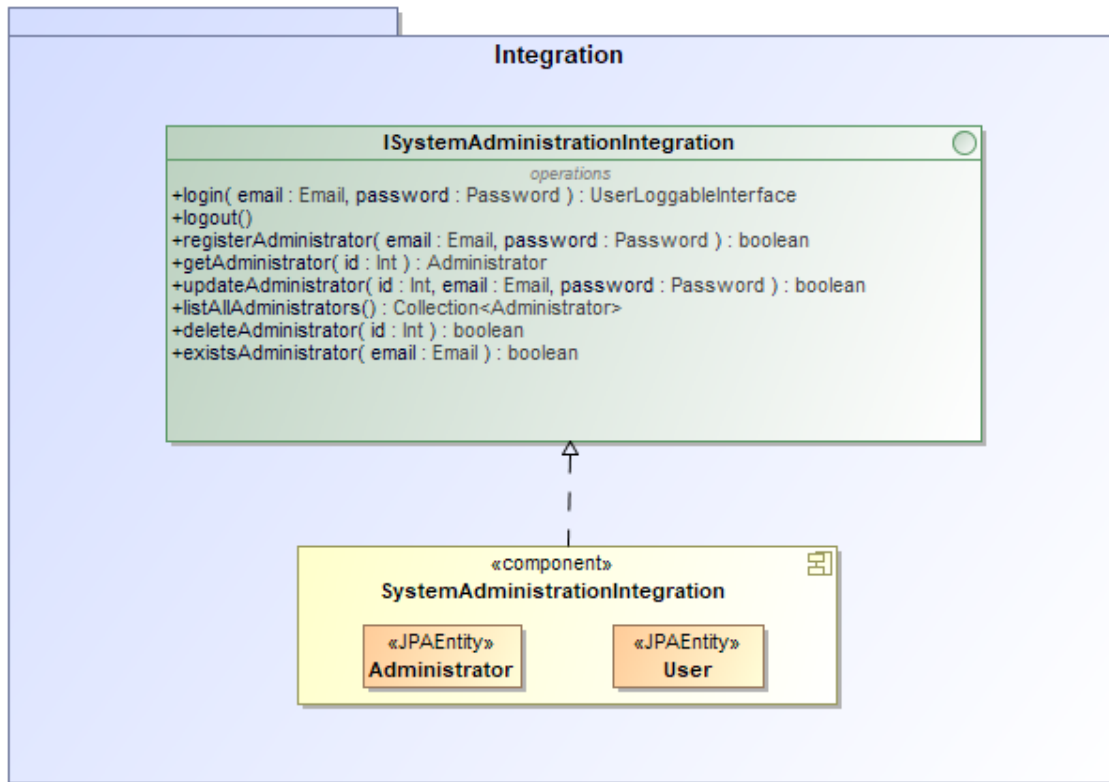 Integration
ISystemAdministrationIntegration
operations
+login( email : Email, password : Password ) : UserLoggableInterface
+logout()
+registerAdministrator( email : Email, password : Password ) : boolean
+getAdministrator( id : Int ) : Administrator
+updateAdministrator( id : Int, email : Email, password : Password ) : boolean
+listAllAdministrators() : Collection<Administrator>
+deleteAdministrator( id : Int ) : boolean
+existsAdministrator( email : Email ) : boolean
«component»
SystemAdministrationIntegration
«JPAEntity»
Administrator
«JPAEntity»
User